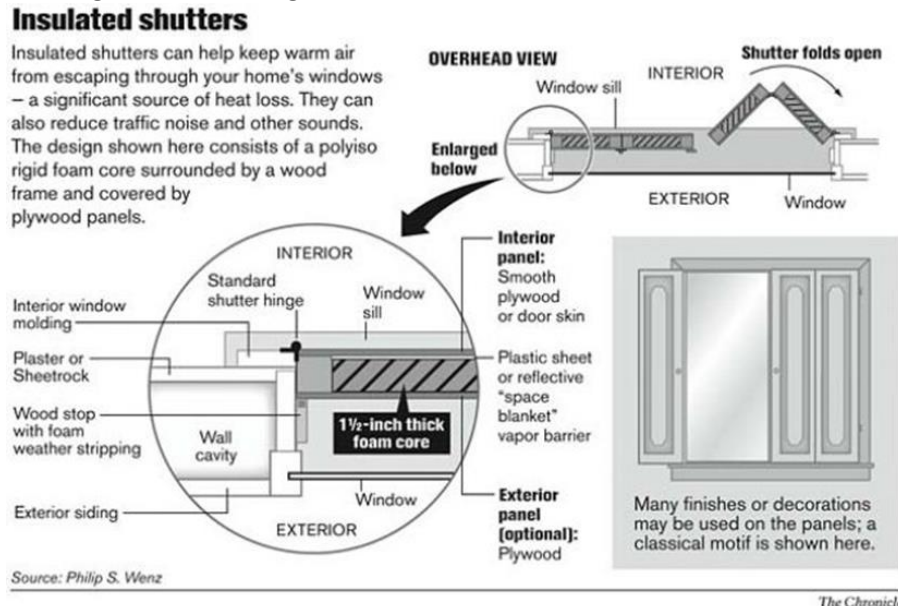 Insulated shutters
Insulated shutters can help keep warm air
from escaping through your home's windows
– a significant source of heat loss. They can
also reduce traffic noise and other sounds.
The design shown here consists of a polyiso
rigid foam core surrounded by a wood
frame and covered by
plywood panels.
OVERHEAD VIEW
Shutter folds open
INTERIOR
Window sill
Enlarged
below
EXTERIOR
Window
INTERIOR
Standard
shutter hinge
Window
sill
Interior window
molding
Plaster or
Sheetrock
Wood stop
with foam
weather stripping
Wall
cavity
1½-inch thick
foam core
Exterior siding
Window
EXTERIOR
Interior
panel:
Smooth
plywood
or door skin
Plastic sheet
or reflective
"space
blanket"
vapor barrier
Exterior
panel
(optional):
Plywood
Many finishes or decorations
may be used on the panels; a
classical motif is shown here.
Source: Philip S. Wenz
The Chronicle